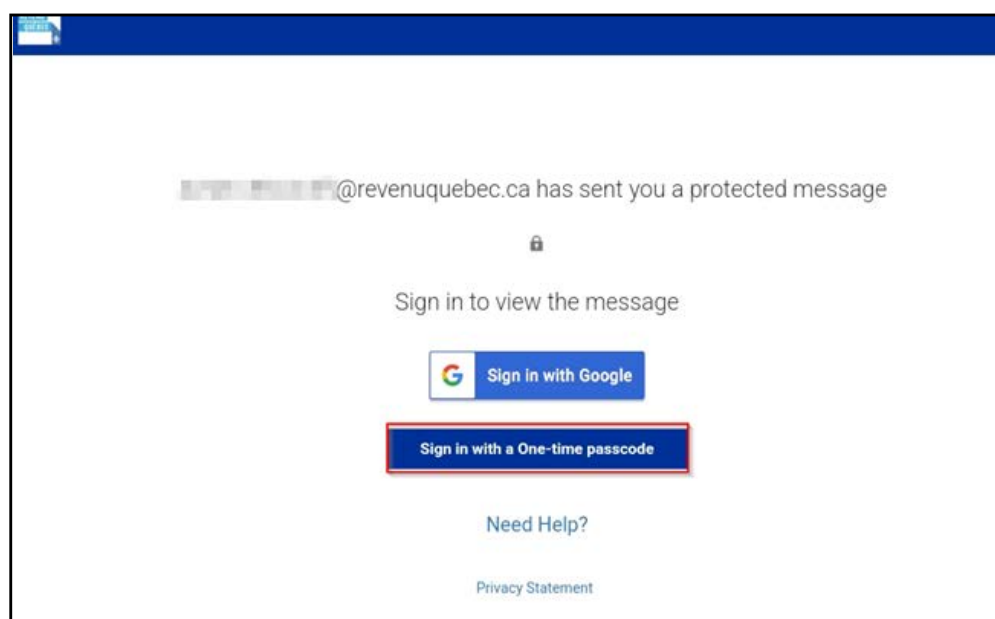 @revenuquebec.ca has sent you a protected message
Sign in to view the message
G Sign in with Google
Sign in with a One-time passcode
Need Help?
Privacy Statement